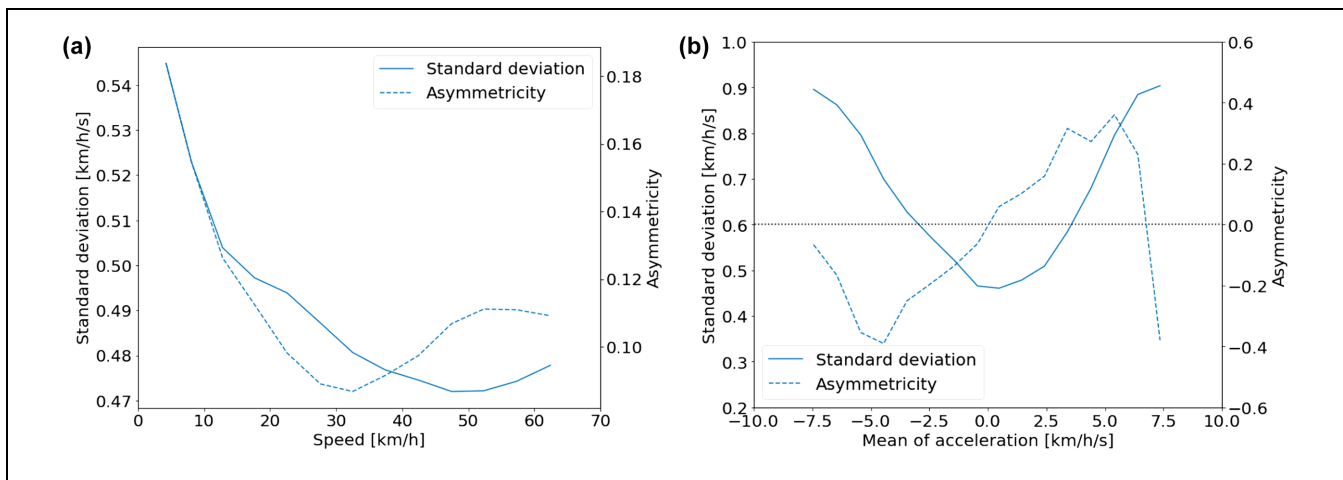 (a)
Standard deviation
Asymmetricity
0.54
0.53
0.52
0.51
0.50
0.49
0.48
0.47
Standard deviation [km/h/s]
0.18
0.16
0.14
0.12
0.10
Asymmetricity
0 10 20 30 40 50 60 70
Speed [km/h]
(b)
1.0
0.9
0.8
0.7
0.6
0.5
0.4
0.3
0.2
Standard deviation [km/h/s]
0.6
0.4
0.2
0.0
−0.2
−0.4
−0.6
Asymmetricity
Standard deviation
Asymmetricity
−10.0 −7.5 −5.0 −2.5 0.0 2.5 5.0 7.5 10.0
Mean of acceleration [km/h/s]